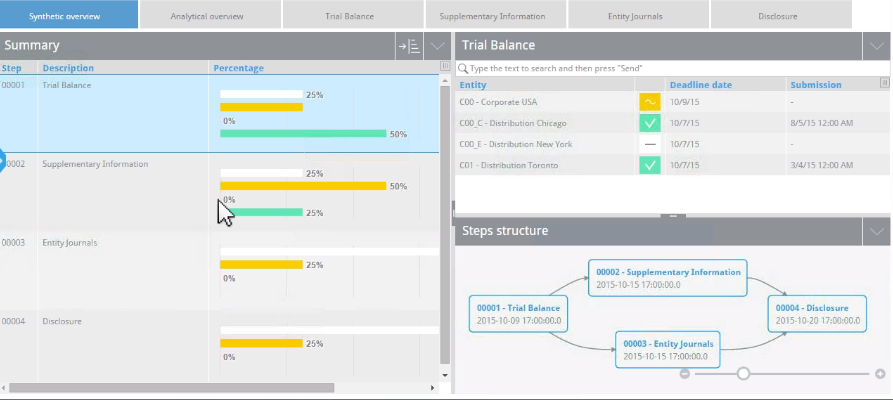 Synthetic overview
Analytical overview
Trial Balance
Supplementary Information
Entity Journals
Disclosure
Summary
Step Description Percentage
00001 Trial Balance
25%
0%
50%
00002 Supplementary Information
25%
50%
0%
25%
00003 Entity Journals
25%
0%
00004 Disclosure
25%
0%
Trial Balance
Type the text to search and then press "Send"
Entity Deadline date Submission
C00 - Corporate USA 10/9/15 -
C00_C - Distribution Chicago 10/7/15 8/5/15 12:00 AM
C00_E - Distribution New York 10/7/15 -
C01 - Distribution Toronto 10/7/15 3/4/15 12:00 AM
Steps structure
00002 - Supplementary Information
2015-10-15 17:00:00.0
00001 - Trial Balance
2015-10-09 17:00:00.0
00004 - Disclosure
2015-10-20 17:00:00.0
00003 - Entity Journals
2015-10-15 17:00:00.0